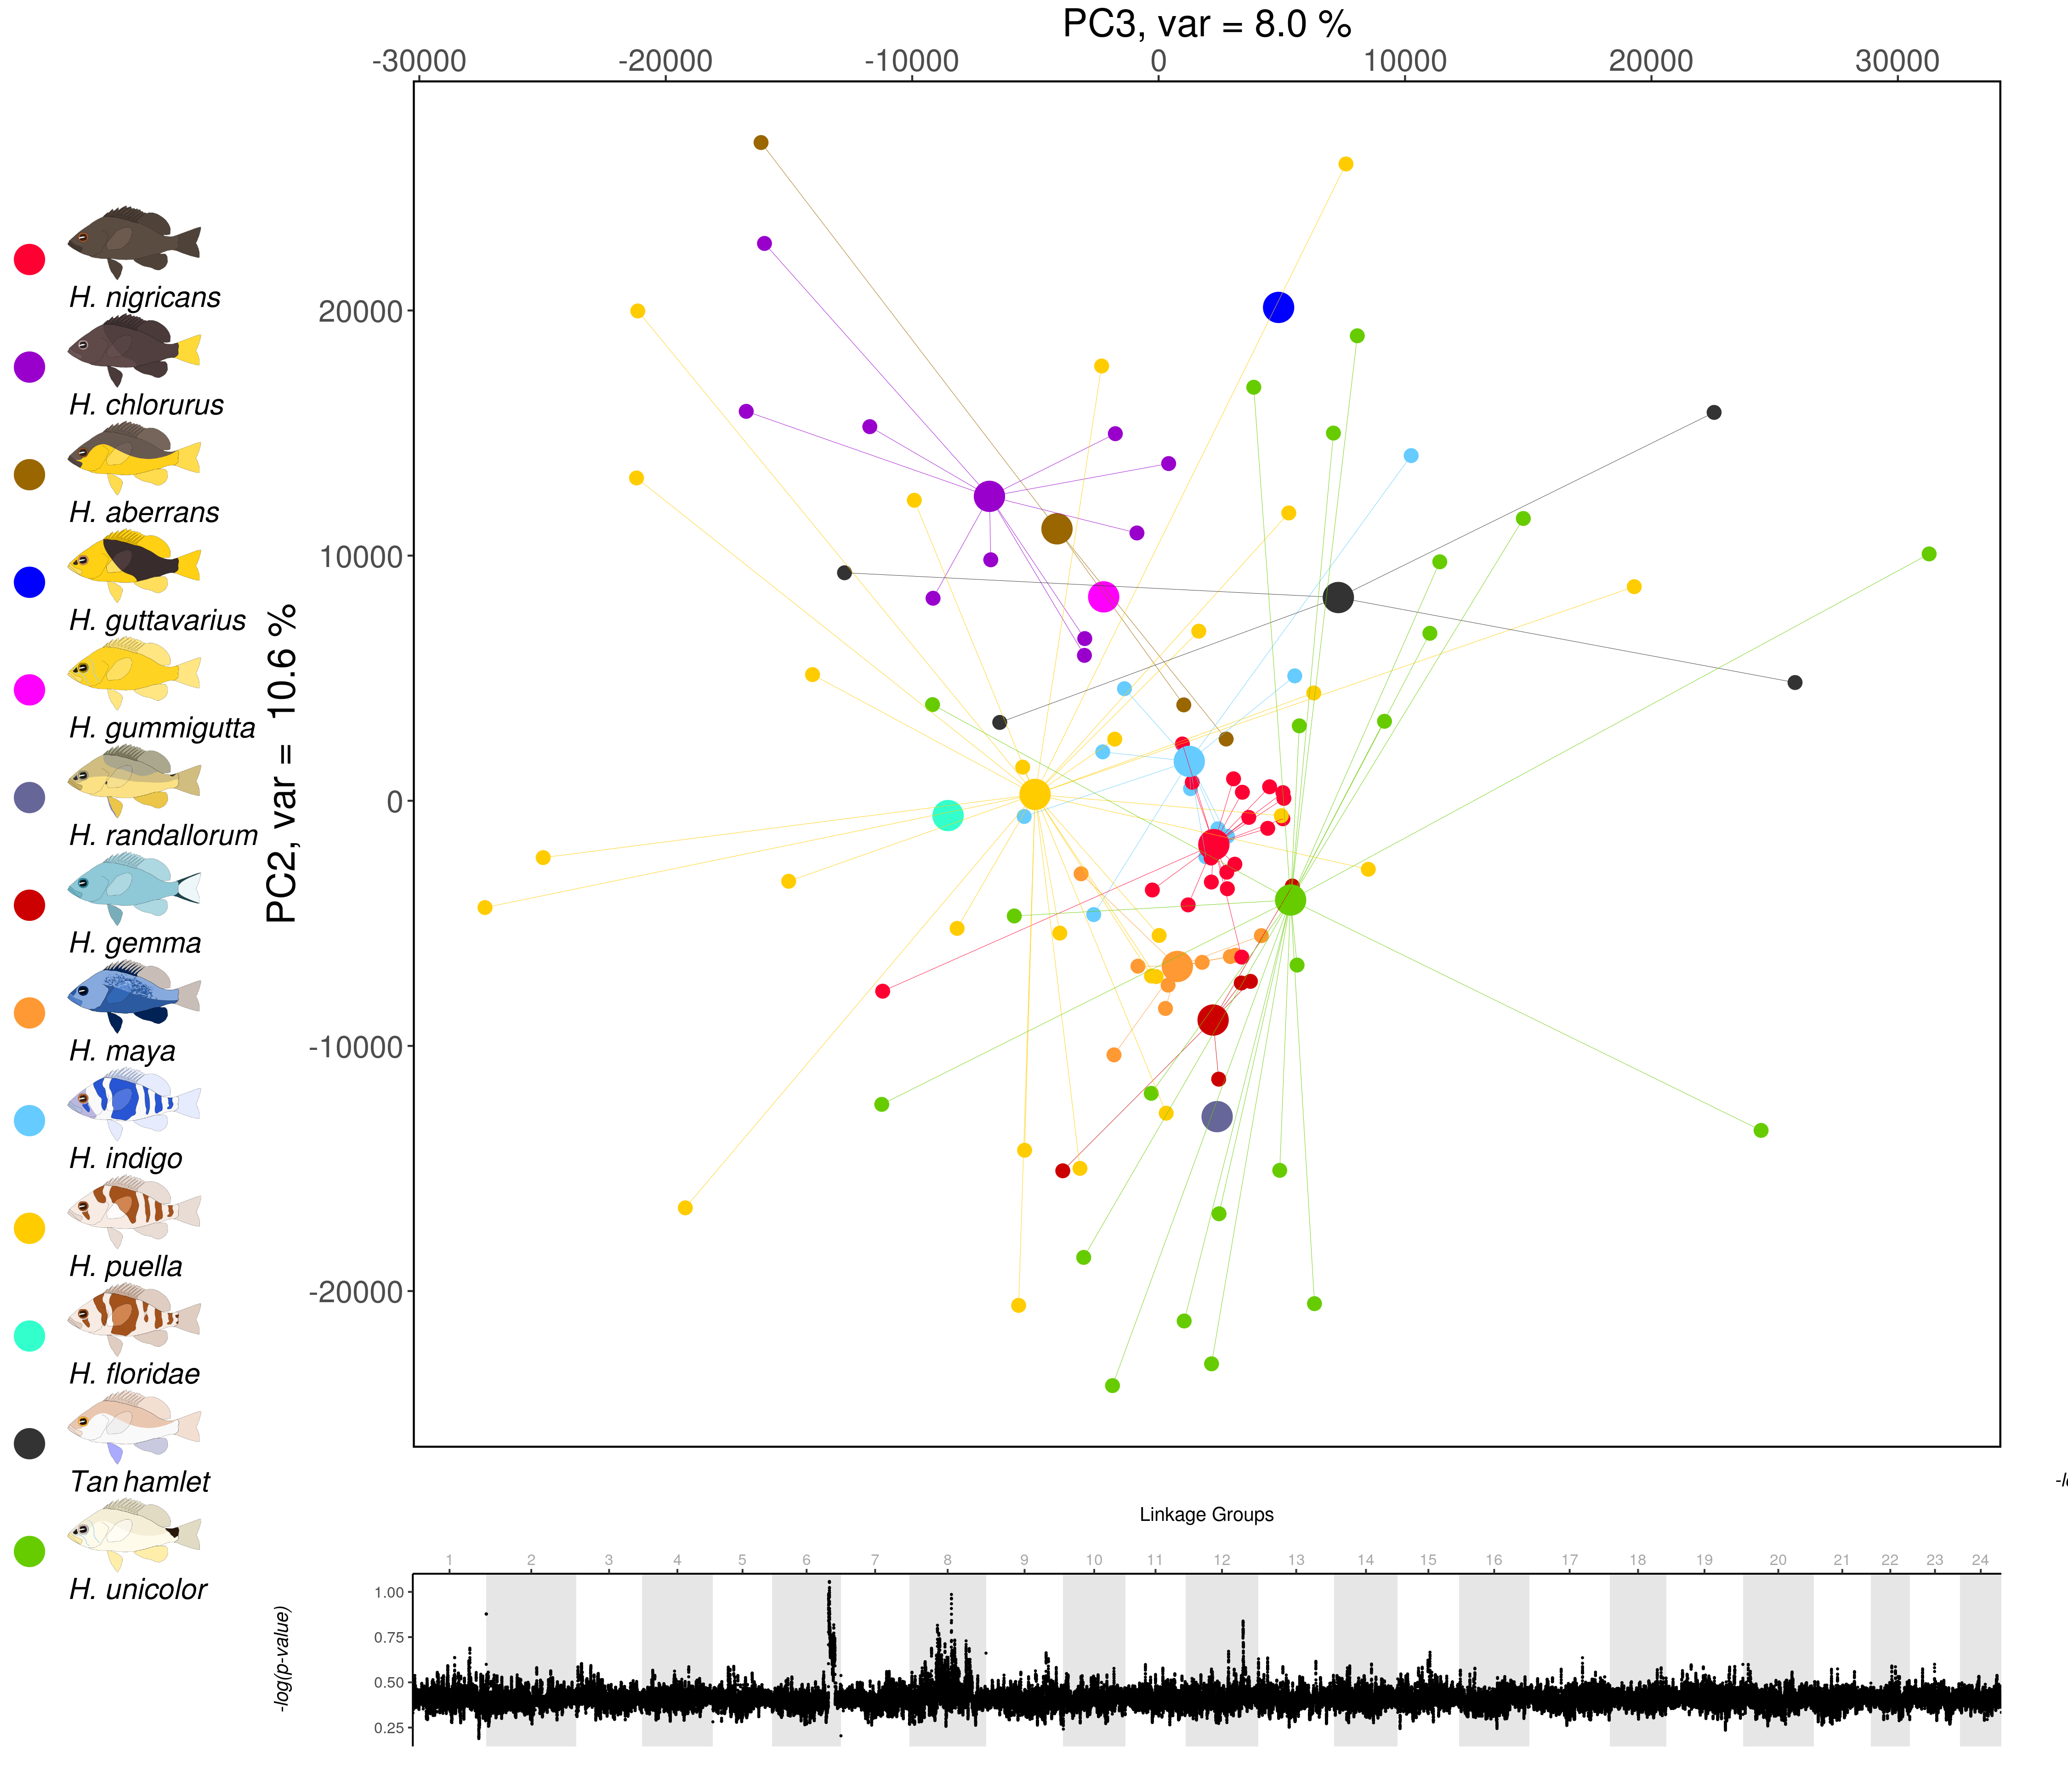 PC3, var = 8.0 %
-30000 -20000 -10000 0 10000 20000 30000
20000
10000
0
-10000
-20000
PC2, var = 10.6 %
H. nigricans
H. chlorurus
H. aberrans
H. guttavarius
H. gummigutta
H. randallorum
H. gemma
H. maya
H. indigo
H. puella
H. floridae
Tan hamlet
H. unicolor
Linkage Groups
1 2 3 4 5 6 7 8 9 10 11 12 13 14 15 16 17 18 19 20 21 22 23 24
1.00
0.75
0.50
0.25
-log(p-value)